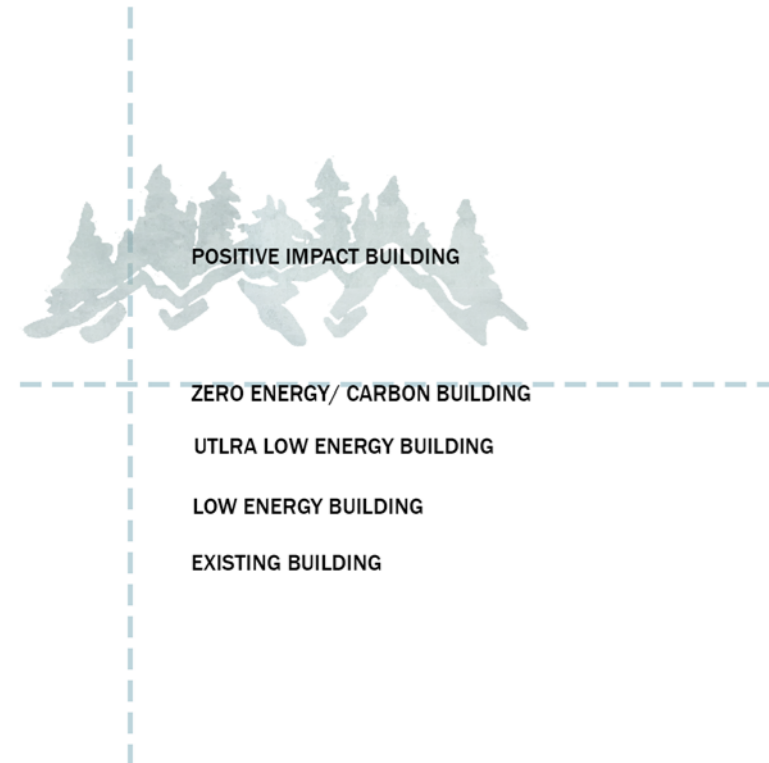 POSITIVE IMPACT BUILDING
ZERO ENERGY/ CARBON BUILDING
UTLRA LOW ENERGY BUILDING
LOW ENERGY BUILDING
EXISTING BUILDING